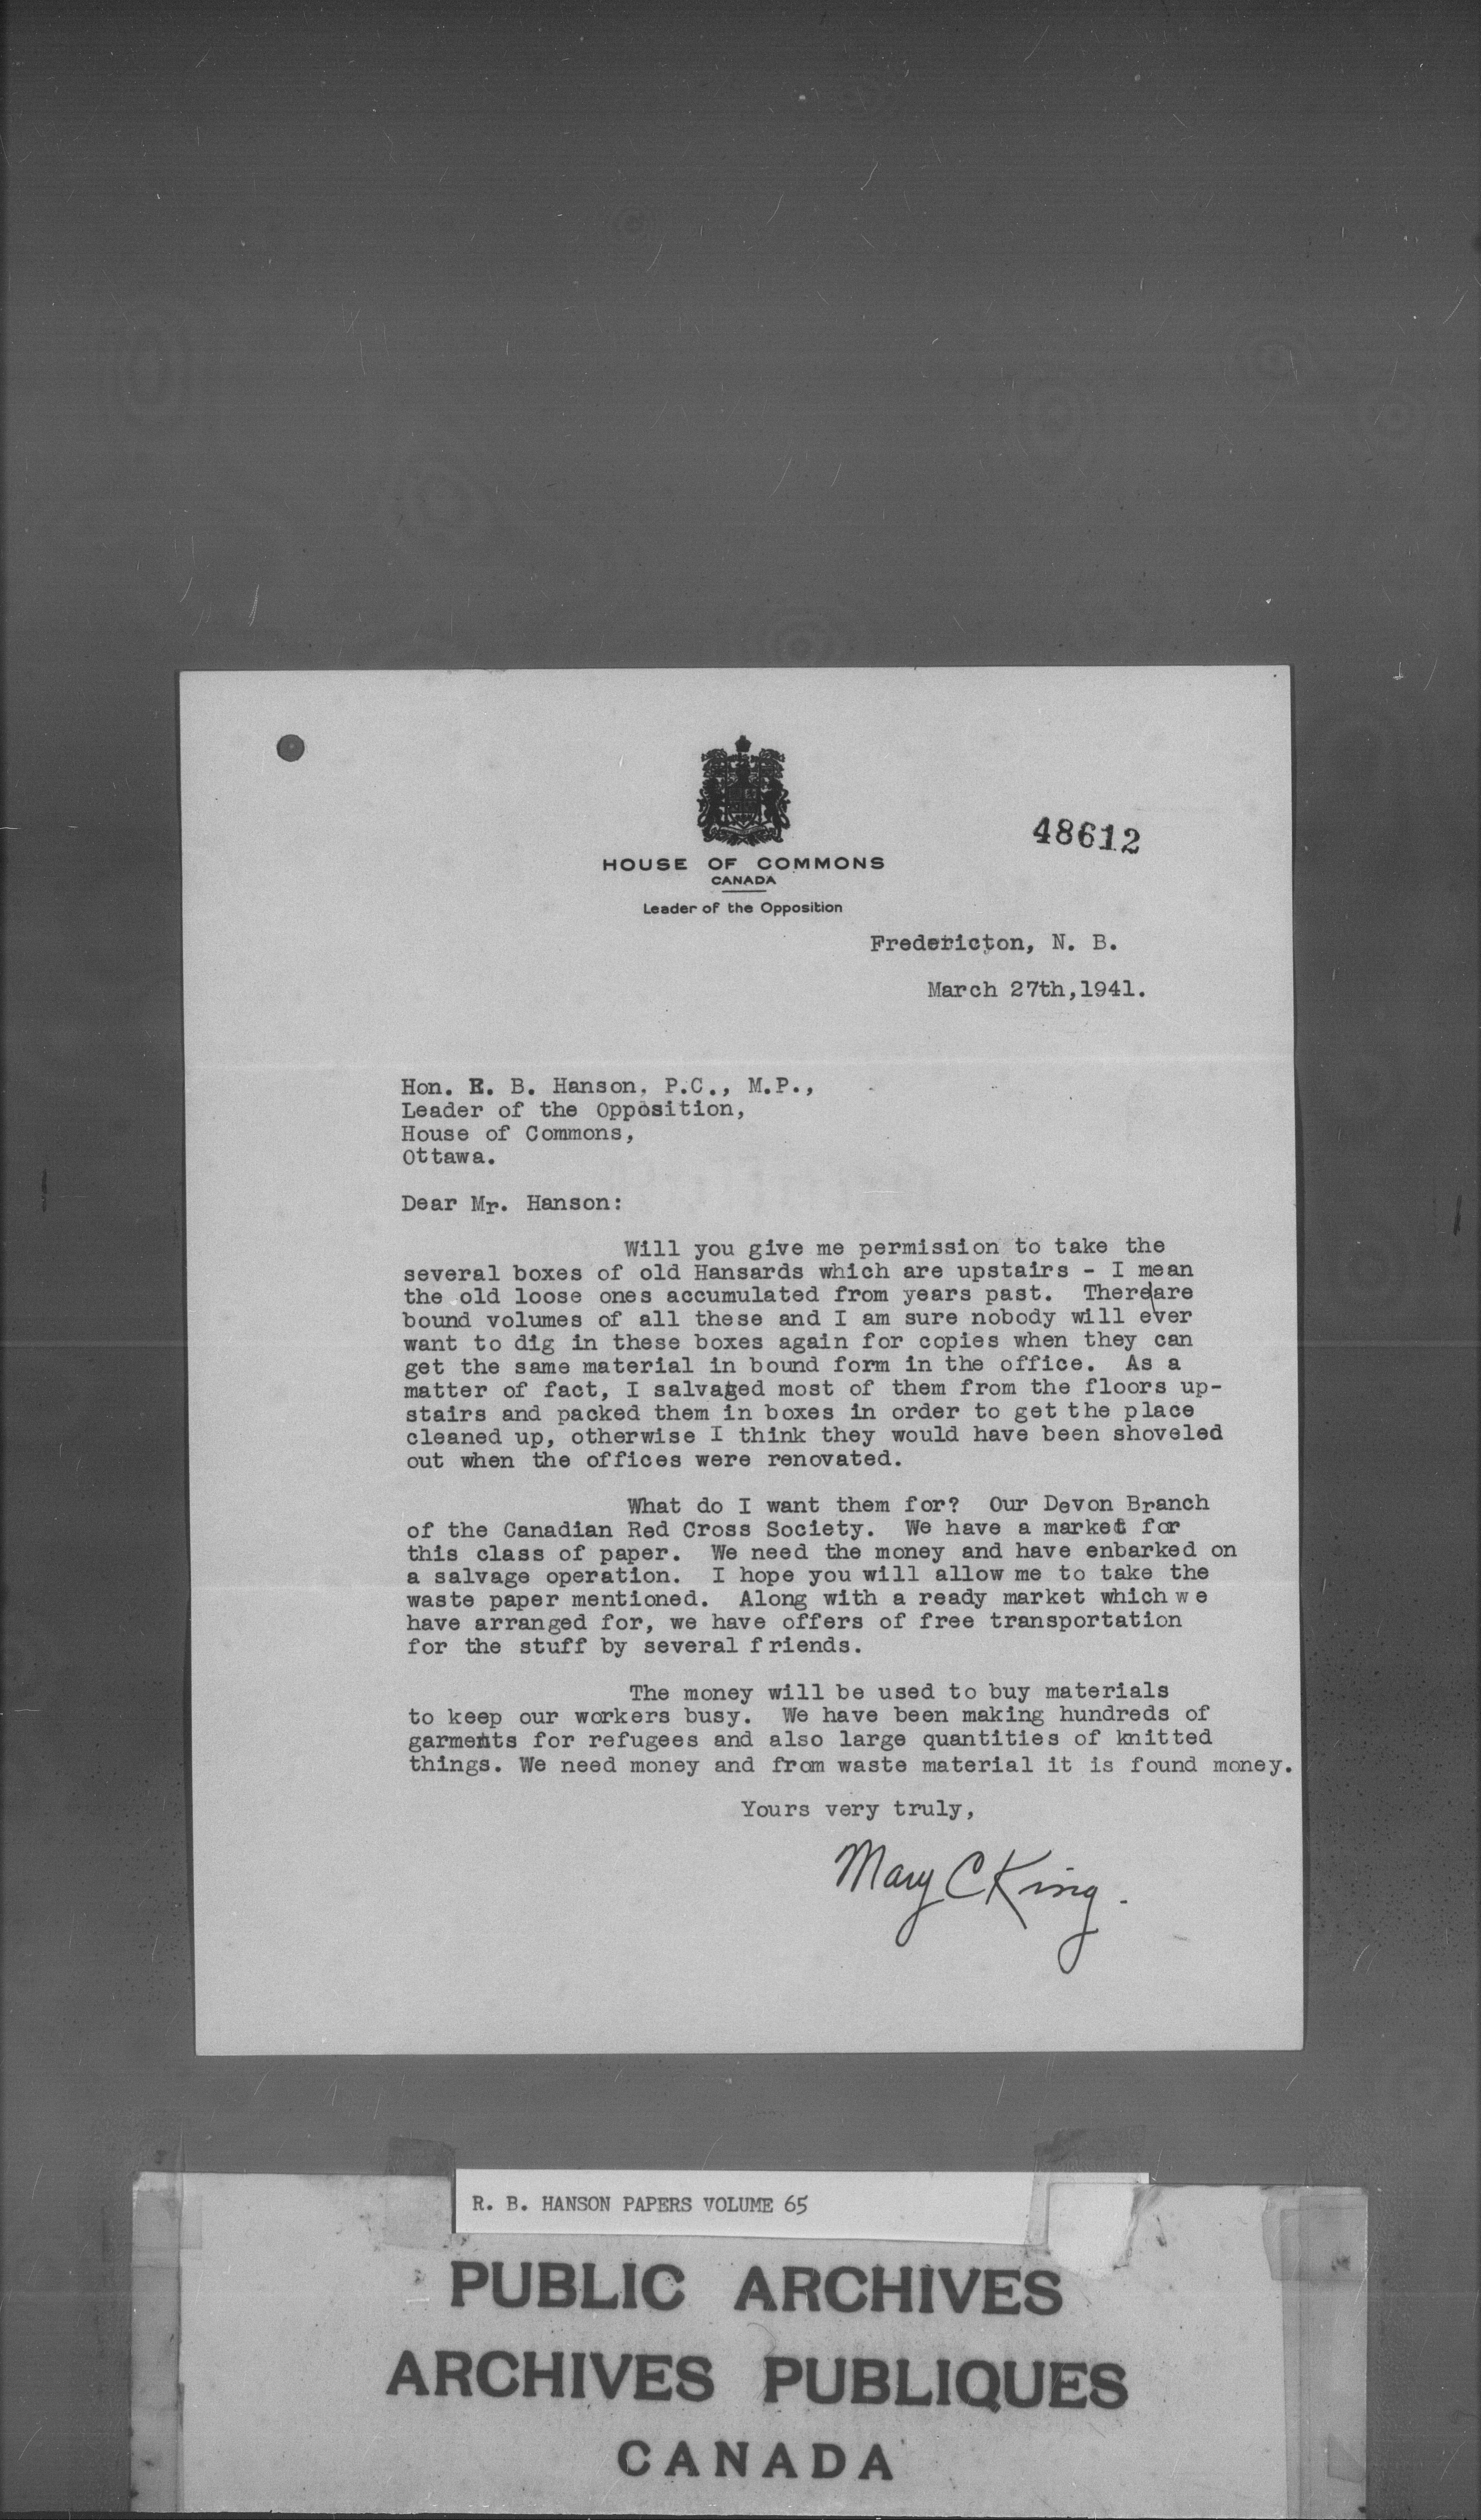 48612
HOUSE OF COMMONS
CANADA
Leader of the Opposition
Fredericton, N. B.
March 27th,1941.
Hon. R. B. Hanson, P.C., M.P.,
Leader of the Opposition,
House of Commons,
Ottawa.
Dear Mr. Hanson:
Will you give me permission to take the
several boxes of old Hansards which are upstairs - I mean
the old loose ones accumulated from years past. There are
bound volumes of all these and I am sure nobody will ever
want to dig in these boxes again for copies when they can
get the same material in bound form in the office. As a
matter of fact, I salvaged most of them from the floors up-
stairs and packed them in boxes in order to get the place
cleaned up, otherwise I think they would have been shoveled
out when the offices were renovated.
What do I want them for? Our Devon Branch
of the Canadian Red Cross Society. We have a market for
this class of paper. We need the money and have enbarked on
a salvage operation. I hope you will allow me to take the
waste paper mentioned. Along with a ready market which we
have arranged for, we have offers of free transportation
for the stuff by several friends.
The money will be used to buy materials
to keep our workers busy. We have been making hundreds of
garments for refugees and also large quantities of knitted
things. We need money and from waste material it is found money.
Yours very truly,
Mary C King.
R. B. HANSON PAPERS VOLUME 65
PUBLIC ARCHIVES
ARCHIVES PUBLIQUES
CANADA